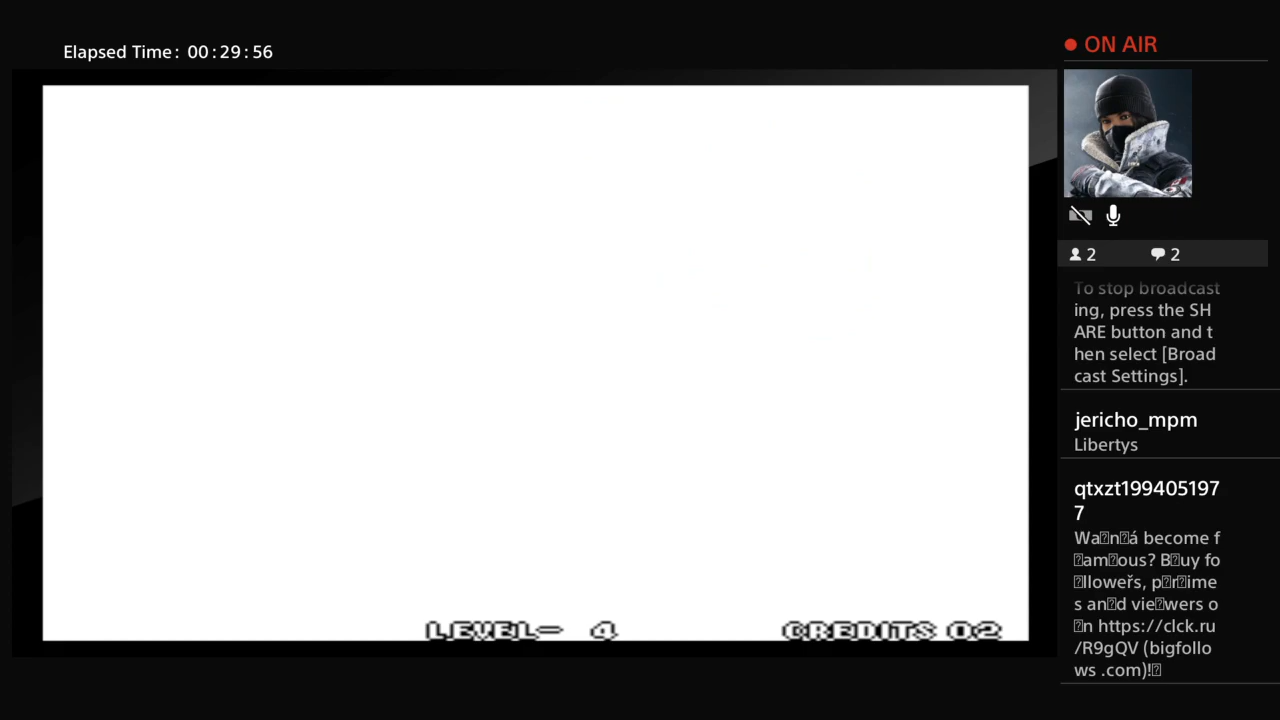 Elapsed Time: 00:29:56
ON AIR
2 2
To stop broadcast
ing, press the SH
ARE button and t
hen select [Broad
cast Settings].
jericho_mpm
Libertys
qtxzt199405197
7
Wa⍰n⍰á become f
⍰am⍰ous? B⍰uy fo
⍰lloweřs, p⍰r⍰ime
s an⍰d vie⍰wers o
⍰n https://clck.ru
/R9gQV (bigfollo
ws .com)!⍰
LEVEL- 4 CREDITS 02